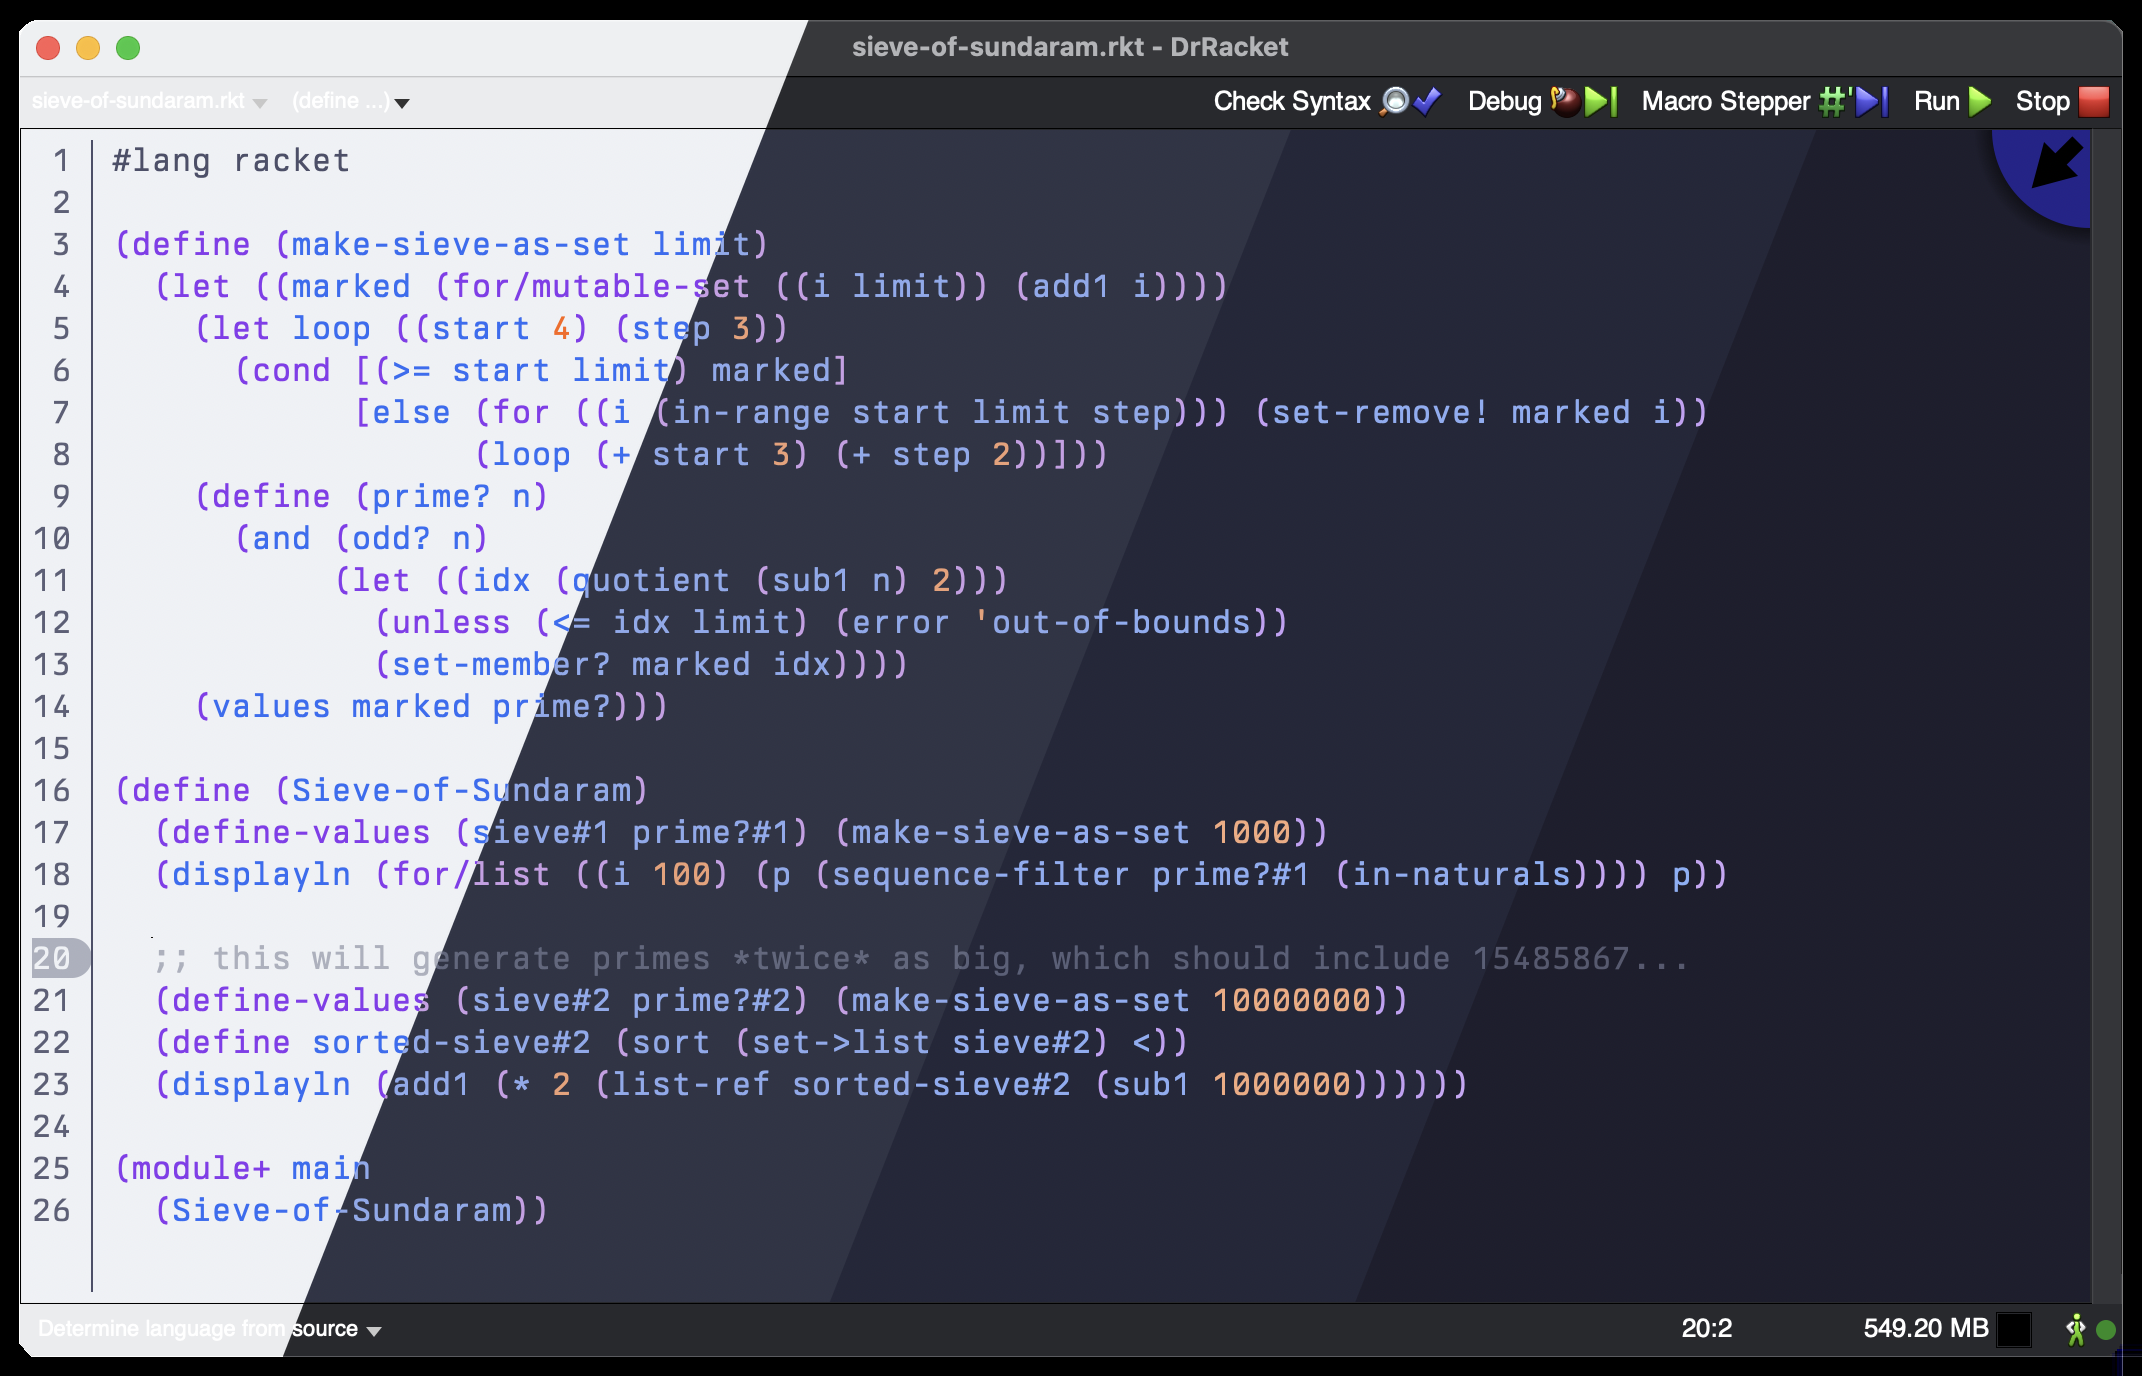 sieve-of-sundaram.rkt - DrRacket
sieve-of-sundaram.rkt (define ...) Check Syntax Debug Macro Stepper #' Run Stop
1 #lang racket
2
3 (define (make-sieve-as-set limit)
4   (let ((marked (for/mutable-set ((i limit)) (add1 i))))
5     (let loop ((start 4) (step 3))
6       (cond [(>= start limit) marked]
7             [else (for ((i (in-range start limit step))) (set-remove! marked i))
8                   (loop (+ start 3) (+ step 2))]))
9     (define (prime? n)
10       (and (odd? n)
11            (let ((idx (quotient (sub1 n) 2)))
12              (unless (<= idx limit) (error 'out-of-bounds))
13              (set-member? marked idx))))
14     (values marked prime?)))
15
16 (define (Sieve-of-Sundaram)
17   (define-values (sieve#1 prime?#1) (make-sieve-as-set 1000))
18   (displayln (for/list ((i 100) (p (sequence-filter prime?#1 (in-naturals)))) p))
19
20   ;; this will generate primes *twice* as big, which should include 15485867...
21   (define-values (sieve#2 prime?#2) (make-sieve-as-set 10000000))
22   (define sorted-sieve#2 (sort (set->list sieve#2) <))
23   (displayln (add1 (* 2 (list-ref sorted-sieve#2 (sub1 1000000))))))
24
25 (module+ main
26   (Sieve-of-Sundaram))
Determine language from source 20:2 549.20 MB